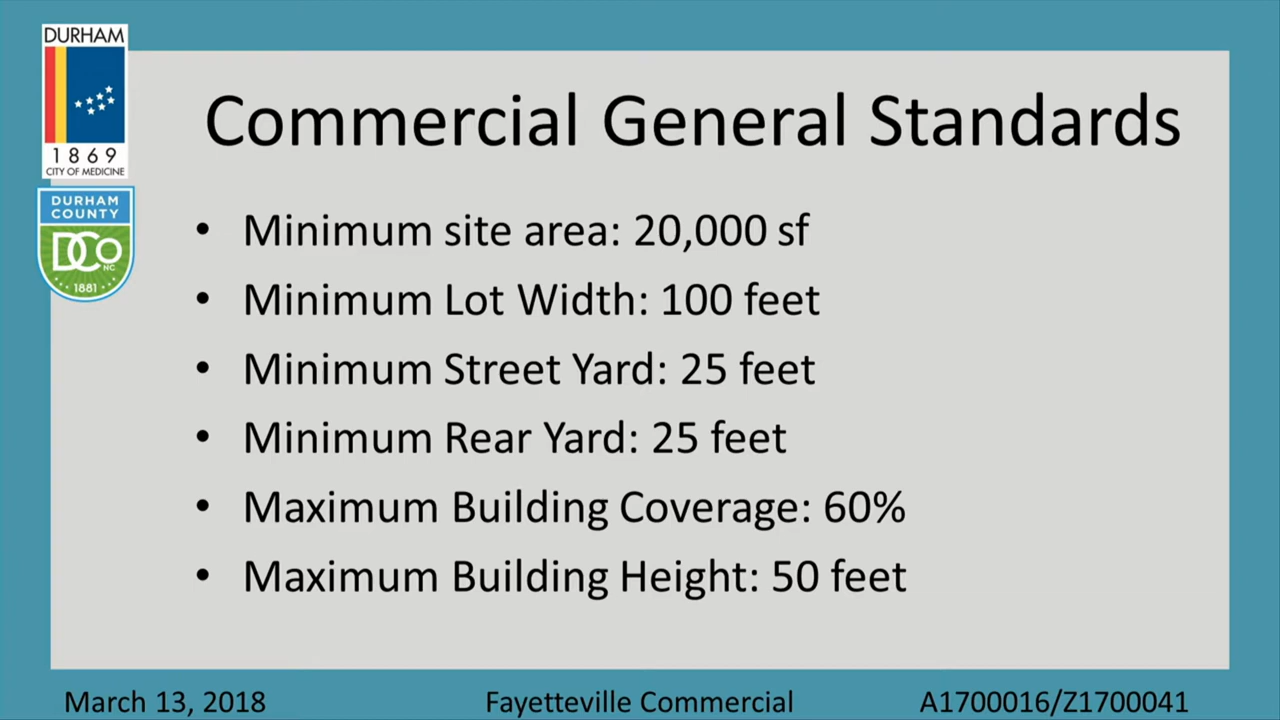 DURHAM
1869
CITY OF MEDICINE
DURHAM
COUNTY
DCo
NC
1881
Commercial General Standards
• Minimum site area: 20,000 sf
• Minimum Lot Width: 100 feet
• Minimum Street Yard: 25 feet
• Minimum Rear Yard: 25 feet
• Maximum Building Coverage: 60%
• Maximum Building Height: 50 feet
March 13, 2018
Fayetteville Commercial
A1700016/Z1700041